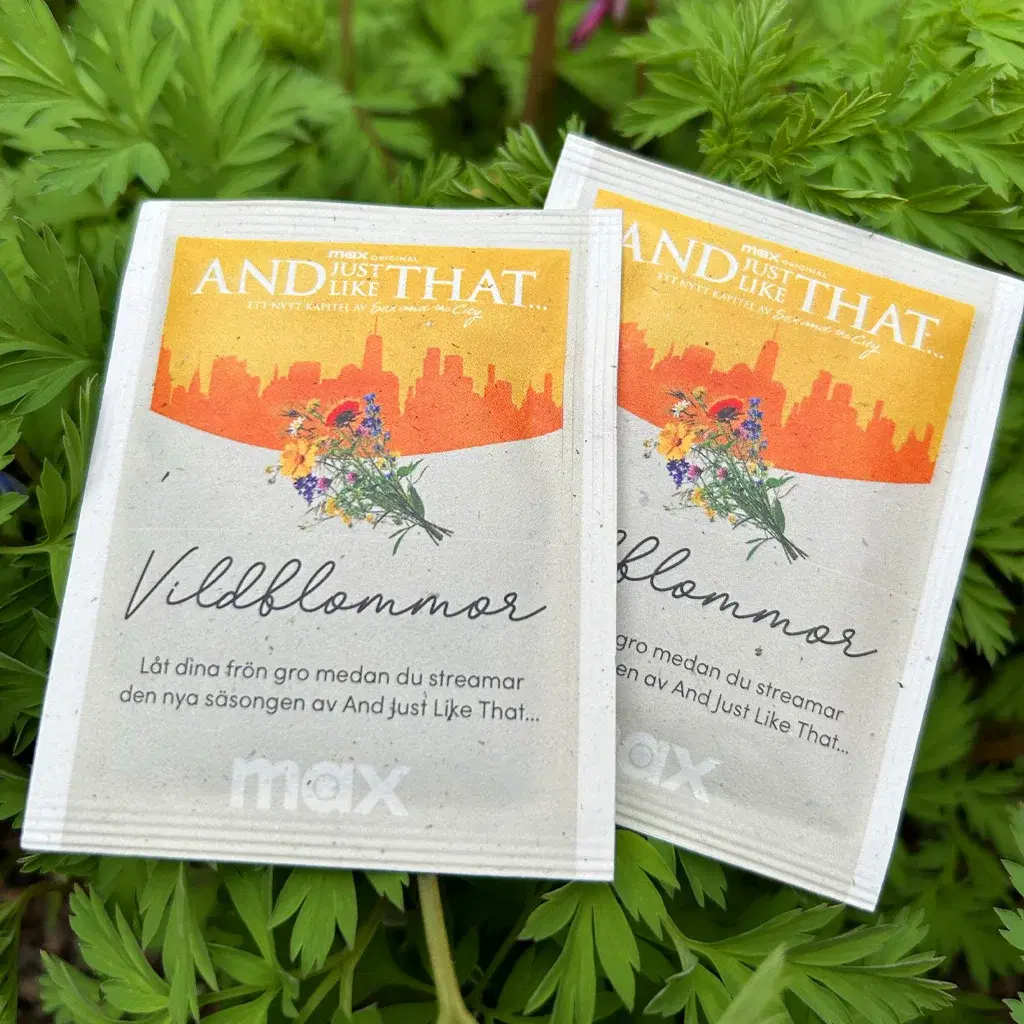 max ORIGINAL
AND JUST LIKE THAT...
ETT NYTT KAPITEL AV Sex and the City
Vildblommor
Låt dina frön gro medan du streamar
den nya säsongen av And Just Like That...
max
max ORIGINAL
AND JUST LIKE THAT...
ETT NYTT KAPITEL AV Sex and the City
blommor
gro medan du streamar
en av And Just Like That...
ax